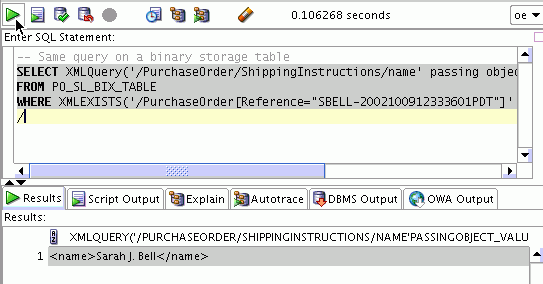 0.106268 seconds
oe
Enter SQL Statement:
-- Same query on a binary storage table
SELECT XMLQuery('/PurchaseOrder/ShippingInstructions/name' passing objec
FROM PO_SL_BIX_TABLE
WHERE XMLEXISTS('/PurchaseOrder[Reference="SBELL-2002100912333601PDT"]'
/
Results Script Output Explain Autotrace DBMS Output OWA Output
Results:
XMLQUERY('/PURCHASEORDER/SHIPPINGINSTRUCTIONS/NAME'PASSINGOBJECT_VALU
1 <name>Sarah J. Bell</name>